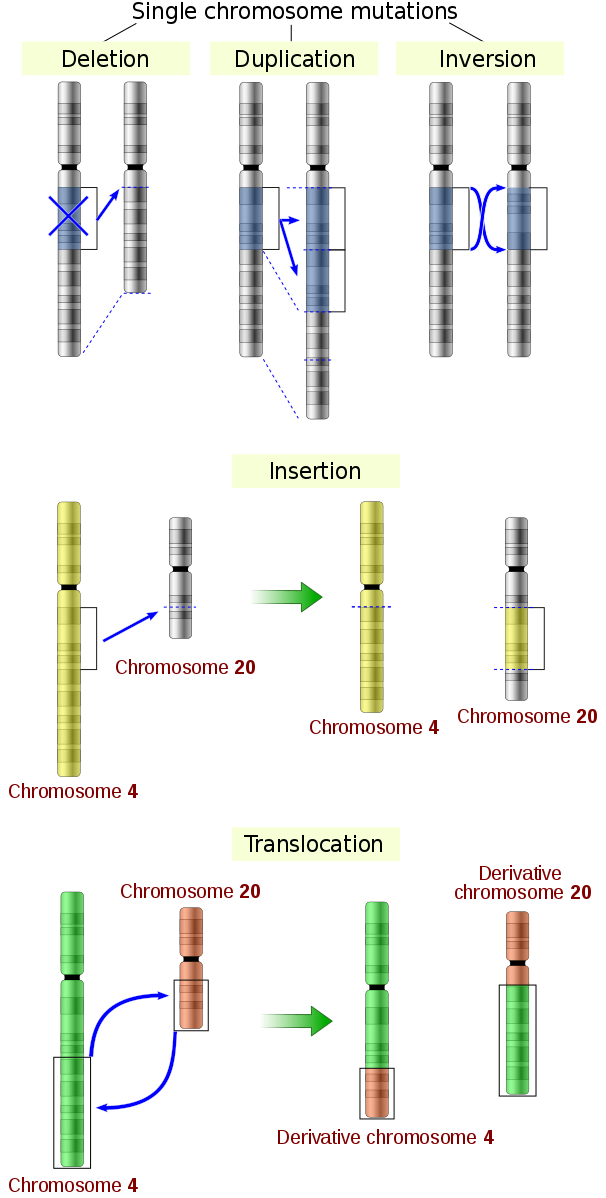 Single chromosome mutations
Deletion
Duplication
Inversion
Insertion
Chromosome 20
Chromosome 4
Chromosome 20
Chromosome 4
Translocation
Chromosome 20
Derivative
chromosome 20
Derivative chromosome 4
Chromosome 4